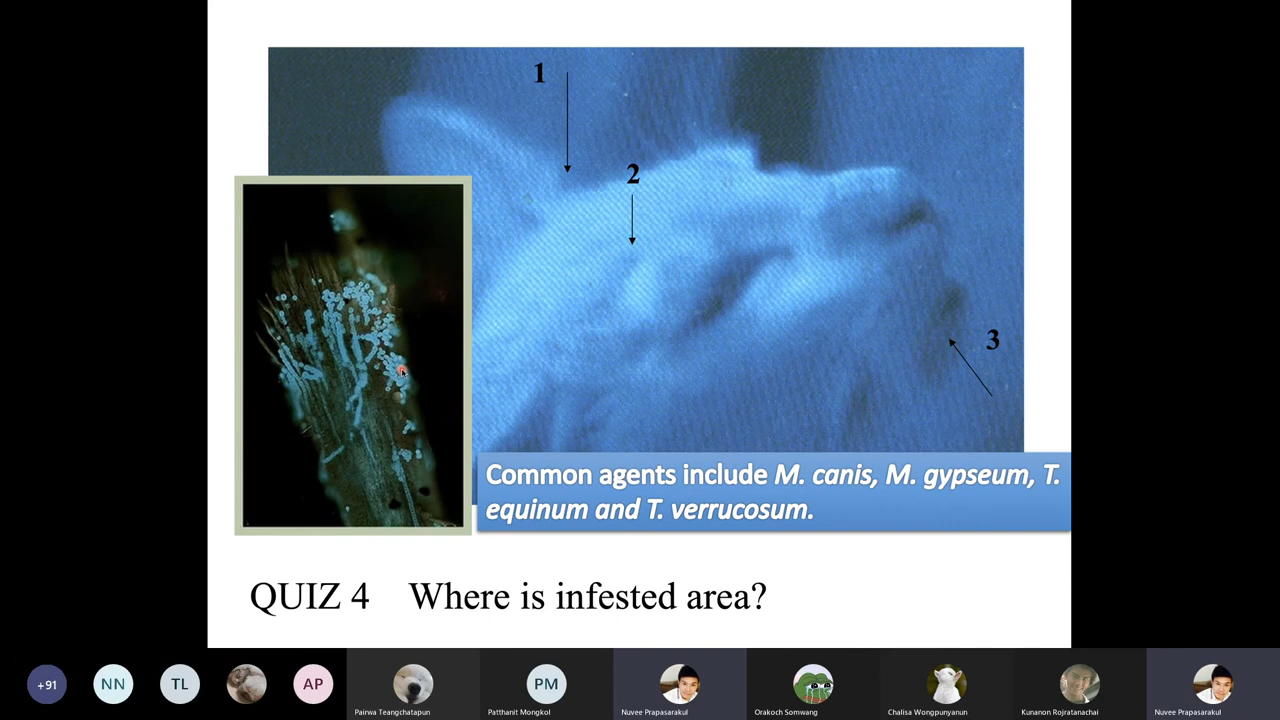 1
2
3
Common agents include M. canis, M. gypseum, T.
equinum and T. verrucosum.
QUIZ 4 Where is infested area?
+91
NN
TL
AP
PM
Pairwa Teangchatapun
Patthanit Mongkol
Nuvee Prapasarakul
Orakoch Somwang
Chalisa Wongpunyanun
Kunanon Rojratanachai
Nuvee Prapasarakul